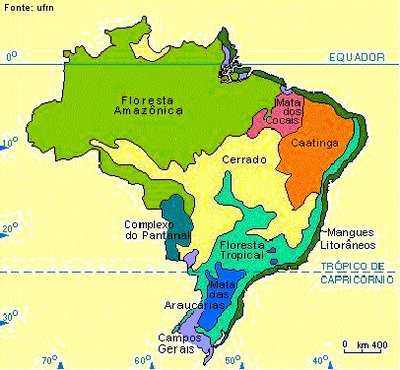 Fonte: ufrn
0°
EQUADOR
Floresta
Amazônica
Mata
dos
Cocais
Caatinga
10°
Cerrado
20°
Complexo
do Pantanal
Floresta
Tropical
Mangues
Litorâneos
TRÓPICO DE
CAPRICÓRNIO
Mata
das
Araucárias
30°
Campos
Gerais
0 km 400
70°
60°
50°
40°